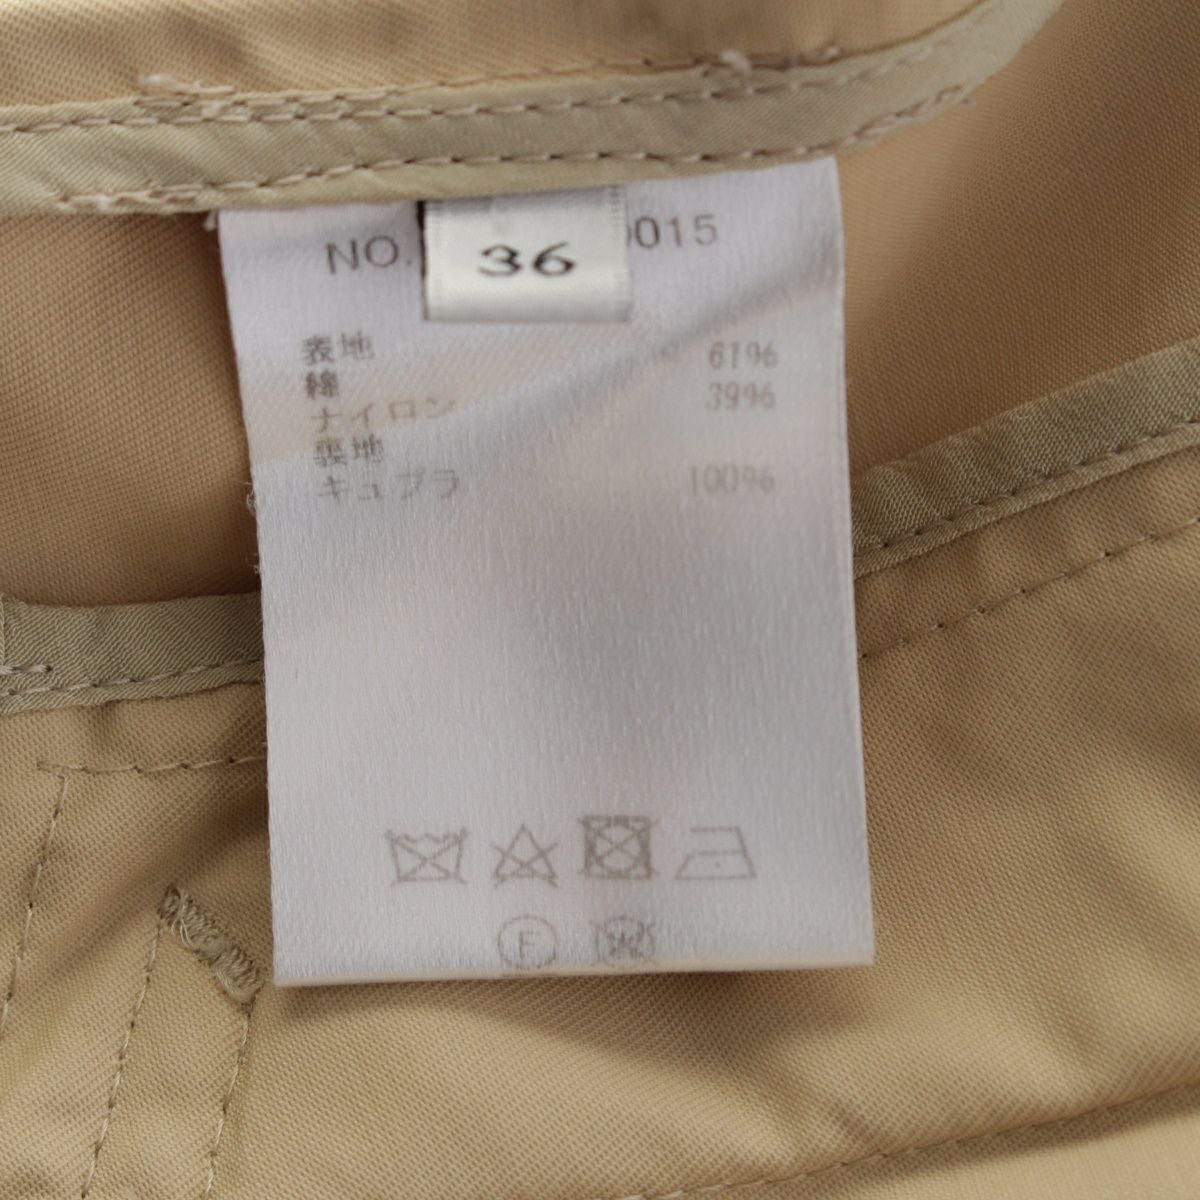 NO. 0015
36
表地 61%
綿 39%
ナイロン
裏地
キュプラ 100%
F
W